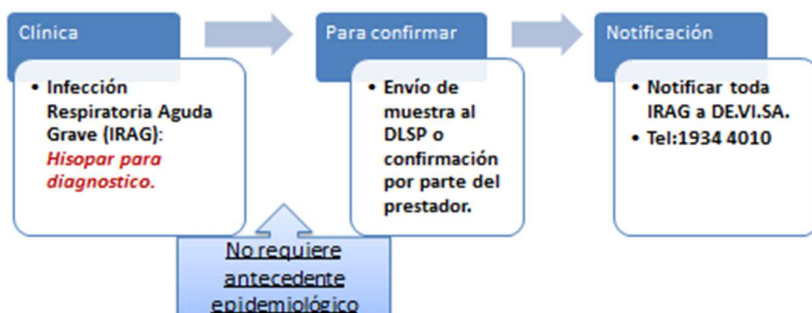 Clínica
• Infección
Respiratoria Aguda
Grave (IRAG):
Hisopar para
diagnostico.
Para confirmar
• Envío de
muestra al
DLSP o
confirmación
por parte del
prestador.
Notificación
• Notificar toda
IRAG a DE.VI.SA.
• Tel:1934 4010
No requiere
antecedente
epidemiológico